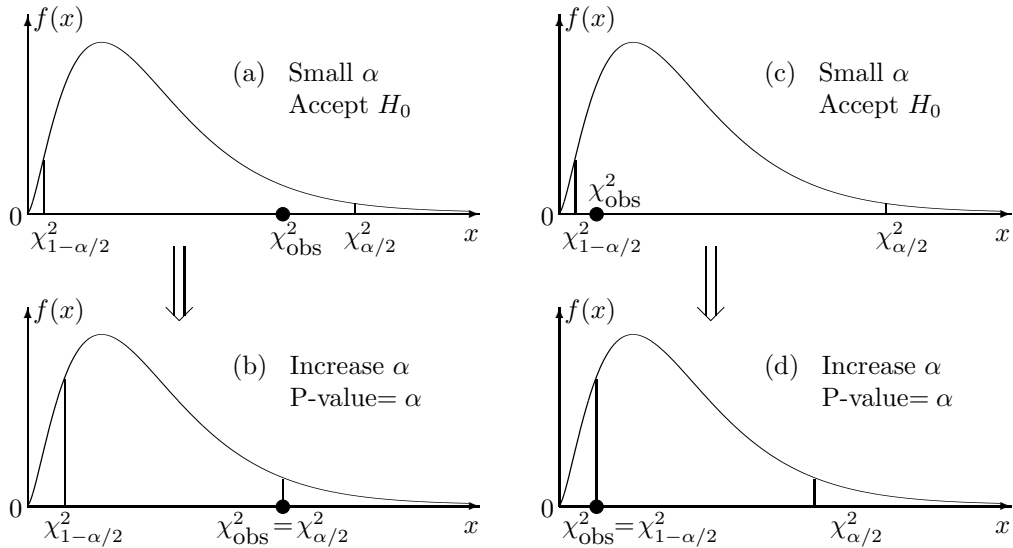 f(x)
(a) Small α
Accept H₀
0
χ²₁₋α/₂ χ²obs χ²α/₂ x
f(x)
(c) Small α
Accept H₀
χ²obs
0
χ²₁₋α/₂ χ²α/₂ x
f(x)
(b) Increase α
P-value= α
0
χ²₁₋α/₂ χ²obs=χ²α/₂ x
f(x)
(d) Increase α
P-value= α
0
χ²obs=χ²₁₋α/₂ χ²α/₂ x